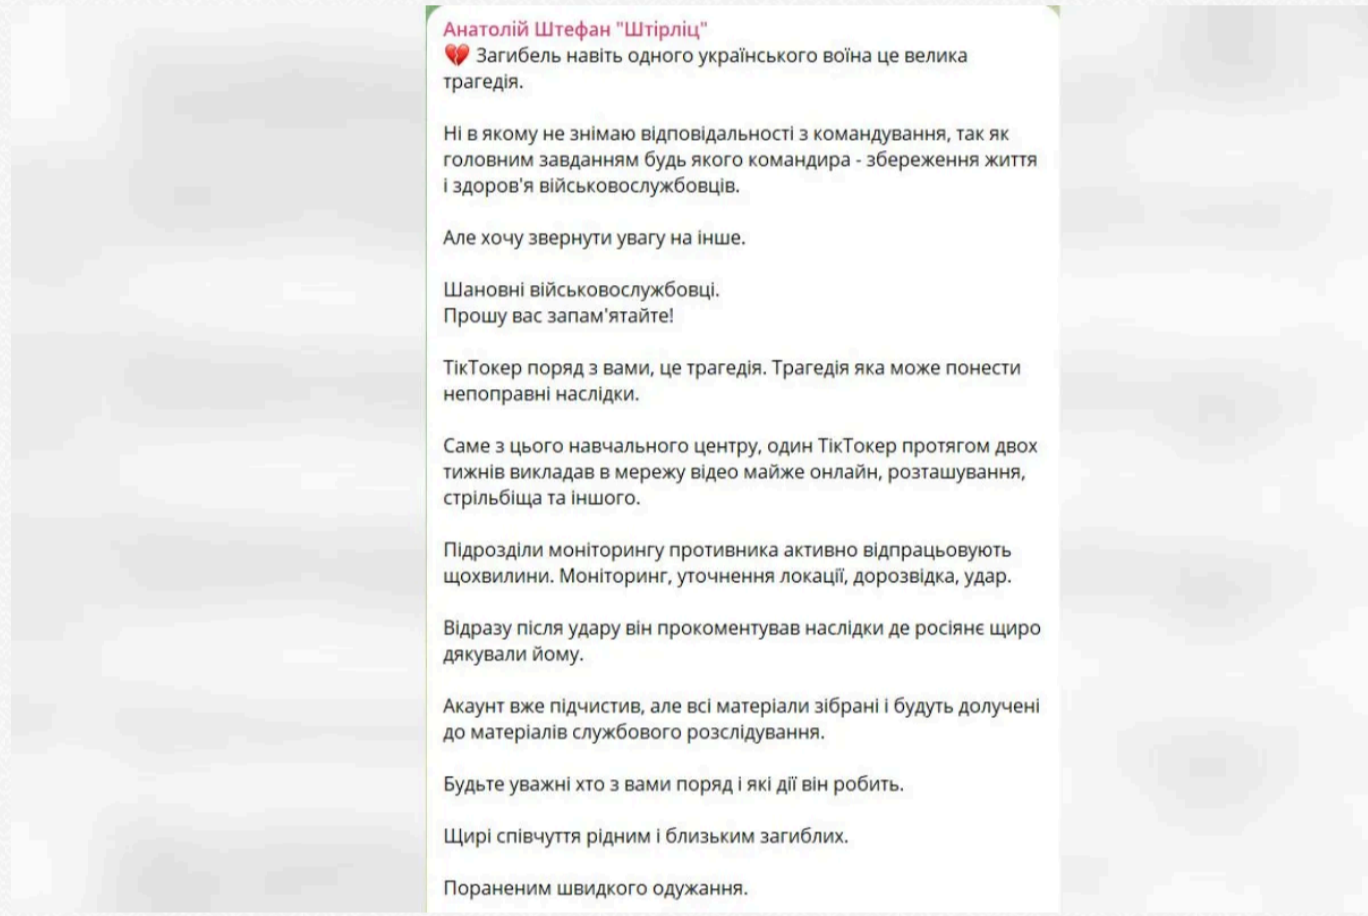 Анатолій Штефан "Штірліц"
💔 Загибель навіть одного українського воїна це велика
трагедія.
Ні в якому не знімаю відповідальності з командування, так як
головним завданням будь якого командира - збереження життя
і здоров'я військовослужбовців.
Але хочу звернути увагу на інше.
Шановні військовослужбовці.
Прошу вас запам'ятайте!
ТікТокер поряд з вами, це трагедія. Трагедія яка може понести
непоправні наслідки.
Саме з цього навчального центру, один ТікТокер протягом двох
тижнів викладав в мережу відео майже онлайн, розташування,
стрільбіща та іншого.
Підрозділи моніторингу противника активно відпрацьовують
щохвилини. Моніторинг, уточнення локації, дорозвідка, удар.
Відразу після удару він прокоментував наслідки де росіянє щиро
дякували йому.
Акаунт вже підчистив, але всі матеріали зібрані і будуть долучені
до матеріалів службового розслідування.
Будьте уважні хто з вами поряд і які дії він робить.
Щирі співчуття рідним і близьким загиблих.
Пораненим швидкого одужання.